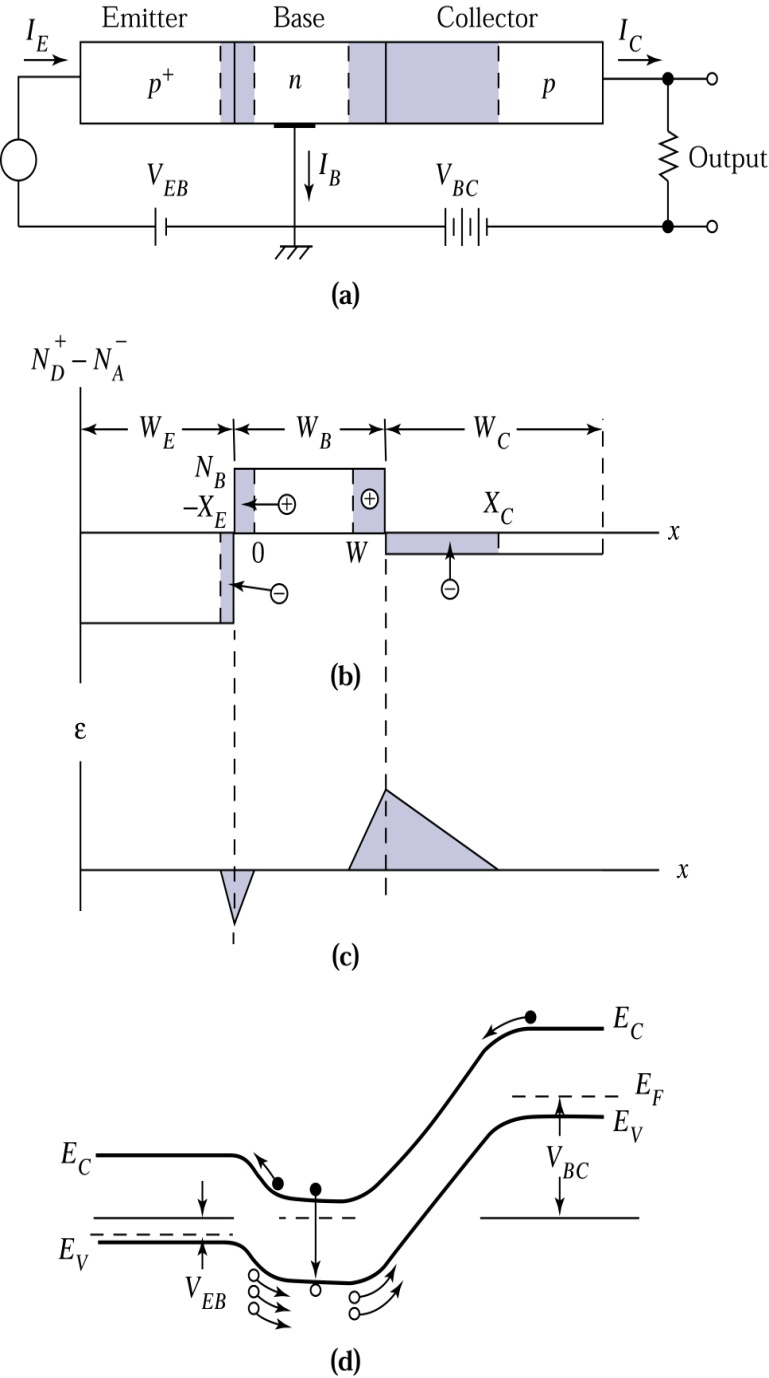 Emitter Base Collector
I_E I_C
p⁺ n p
V_EB I_B V_BC Output
(a)
N_D⁺ – N_A⁻
W_E W_B W_C
N_B
–X_E + + X_C
x
0 W
– –
(b)
ε
x
(c)
E_C
E_F
E_V
E_C V_BC
E_V
V_EB
(d)